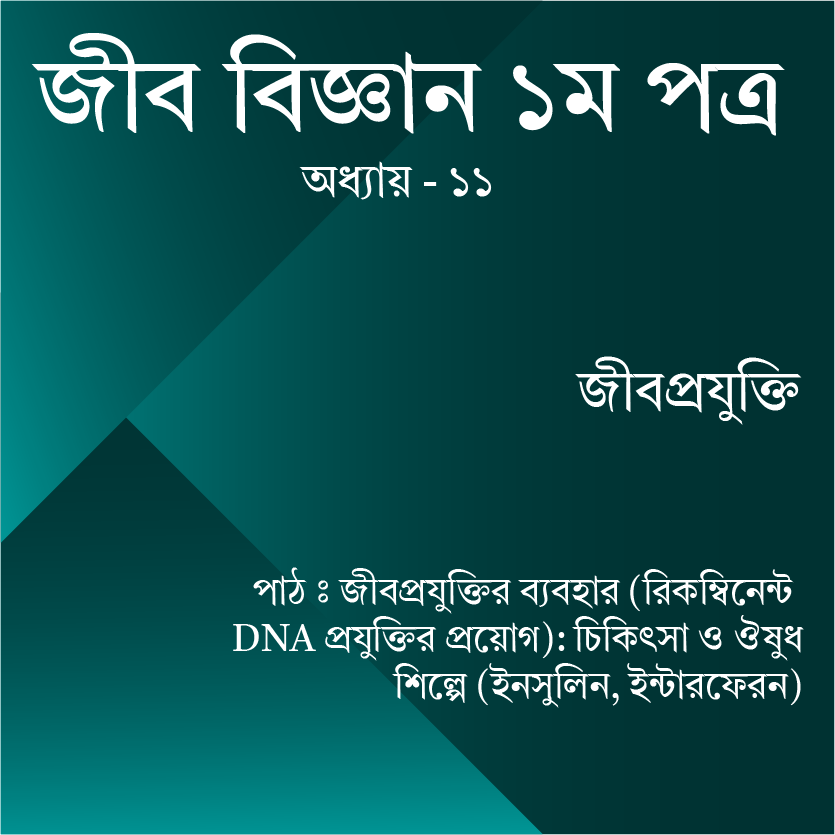 জীব বিজ্ঞান ১ম পত্র
অধ্যায় - ১১
জীবপ্রযুক্তি
পাঠ ঃ জীবপ্রযুক্তির ব্যবহার (রিকম্বিনেন্ট
DNA প্রযুক্তির প্রয়োগ): চিকিৎসা ও ঔষুধ
শিল্পে (ইনসুলিন, ইন্টারফেরন)